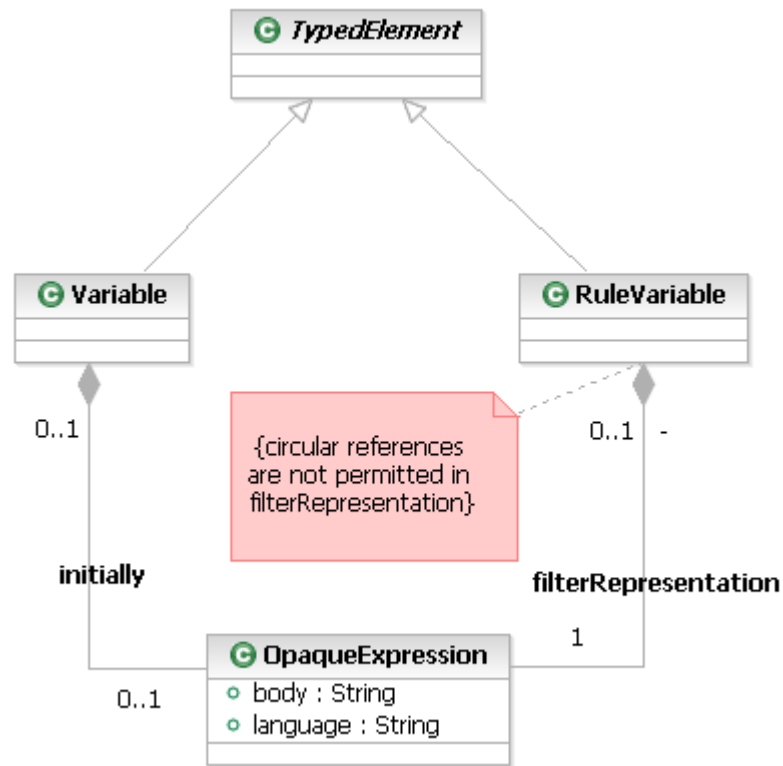 TypedElement
Variable
RuleVariable
0..1
0..1 -
{circular references
are not permitted in
filterRepresentation}
initially
filterRepresentation
OpaqueExpression
1
0..1
body : String
language : String